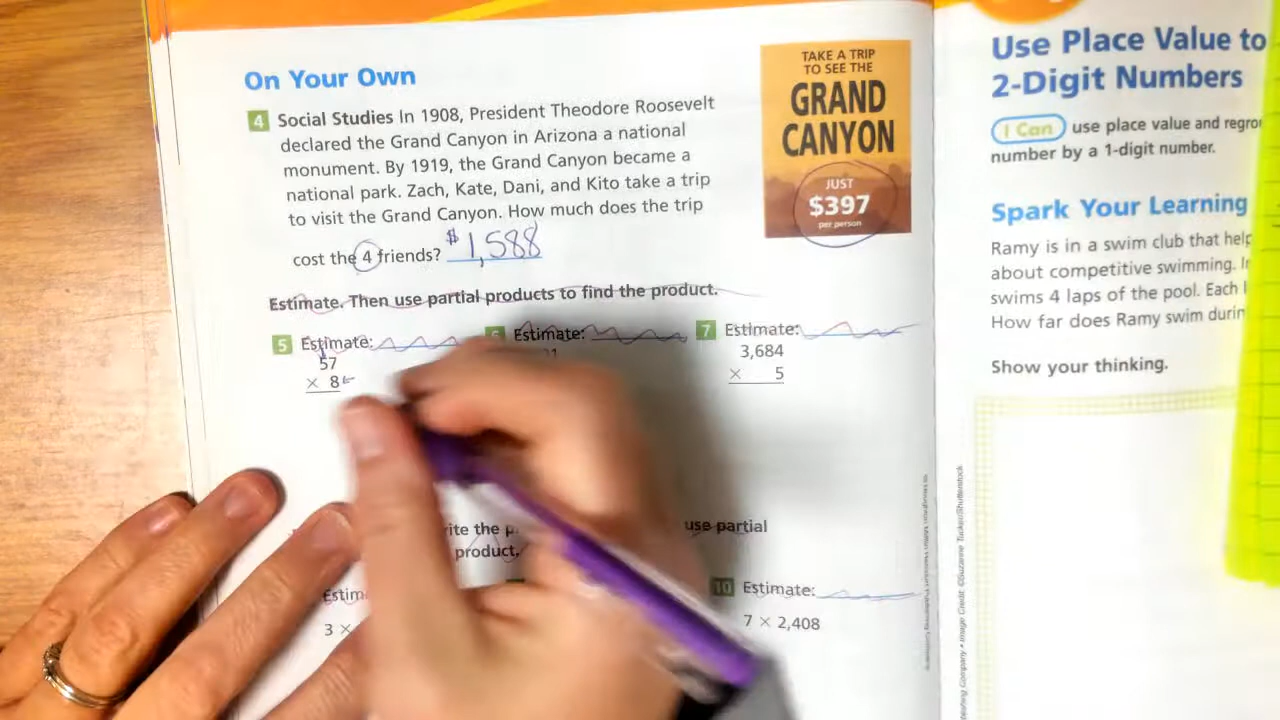 On Your Own
4 Social Studies In 1908, President Theodore Roosevelt
declared the Grand Canyon in Arizona a national
monument. By 1919, the Grand Canyon became a
national park. Zach, Kate, Dani, and Kito take a trip
to visit the Grand Canyon. How much does the trip
cost the 4 friends? $1,588
TAKE A TRIP
TO SEE THE
GRAND
CANYON
JUST
$397
per person
Estimate. Then use partial products to find the product.
5 Estimate:
57
× 8
Estimate:
7 Estimate:
3,684
× 5
use partial
product.
3 ×
10 Estimate:
7 × 2,408
Use Place Value to
2-Digit Numbers
I Can use place value and
number by a 1-digit number.
Spark Your Learning
Ramy is in a swim club that
about competitive swimming.
swims 4 laps of the pool. Each
How far does Ramy swim
Show your thinking.